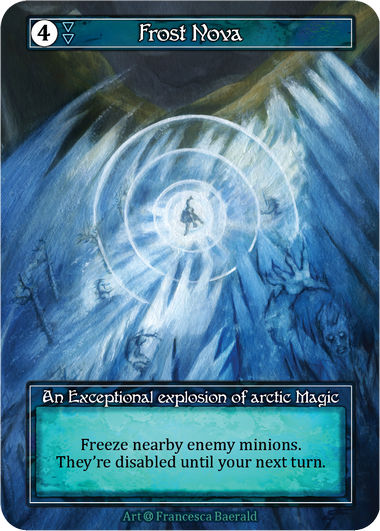 4
Frost Nova
An Exceptional explosion of arctic Magic
Freeze nearby enemy minions.
They're disabled until your next turn.
Art @ Francesca Baerald